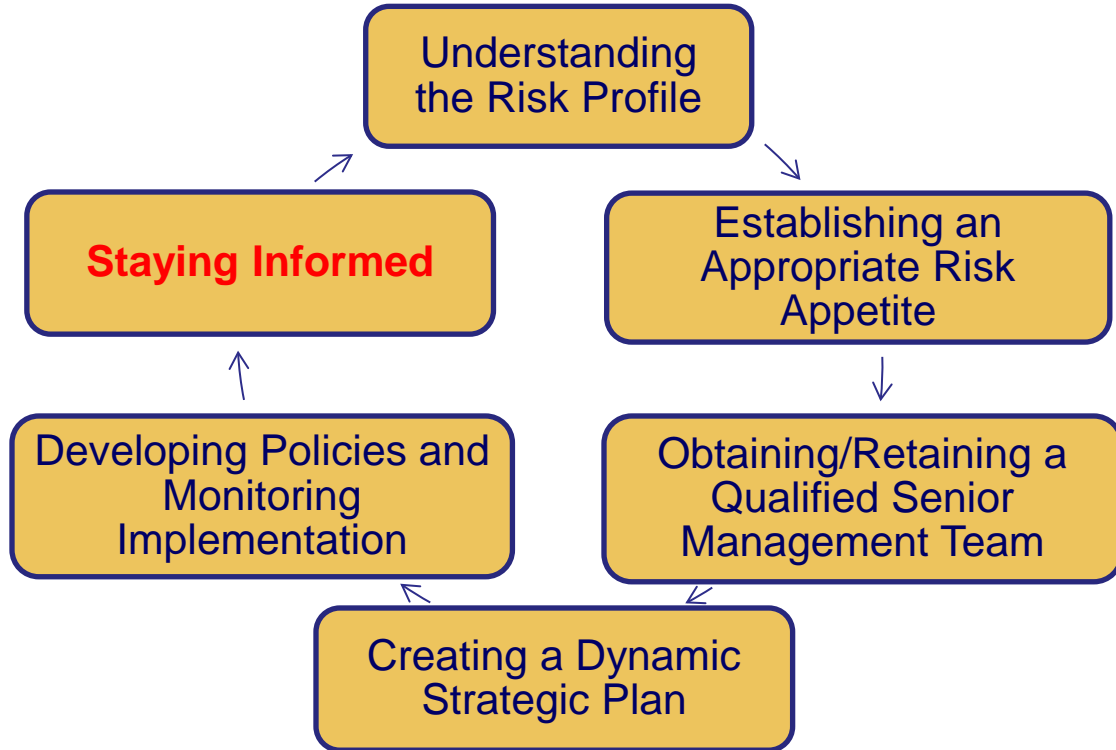 Understanding
the Risk Profile
Establishing an
Appropriate Risk
Appetite
Obtaining/Retaining a
Qualified Senior
Management Team
Creating a Dynamic
Strategic Plan
Developing Policies and
Monitoring
Implementation
Staying Informed